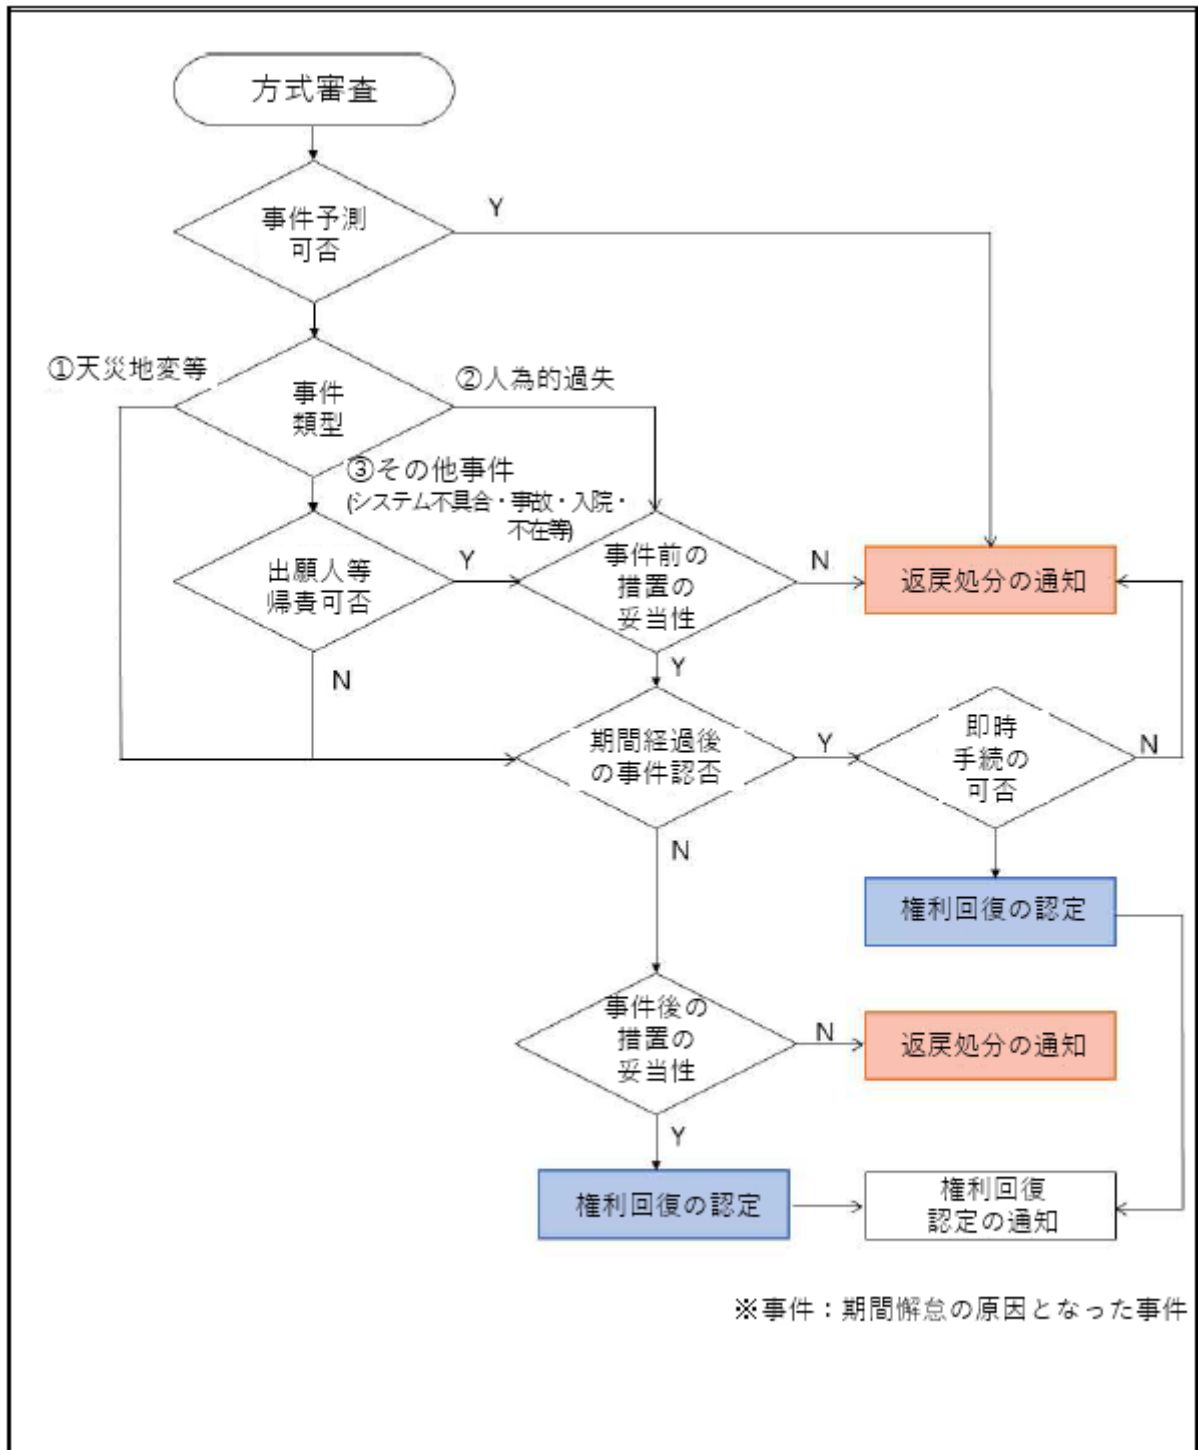 方式審査
事件予測
可否
Y
①天災地変等
事件
類型
②人為的過失
③その他事件
(システム不具合・事故・入院・
不在等)
出願人等
帰責可否
Y
事件前の
措置の
妥当性
N
返戻処分の通知
N
Y
期間経過後
の事件認否
Y
即時
手続の
可否
N
N
権利回復の認定
事件後の
措置の
妥当性
N
返戻処分の通知
Y
権利回復の認定
権利回復
認定の通知
※事件：期間懈怠の原因となった事件